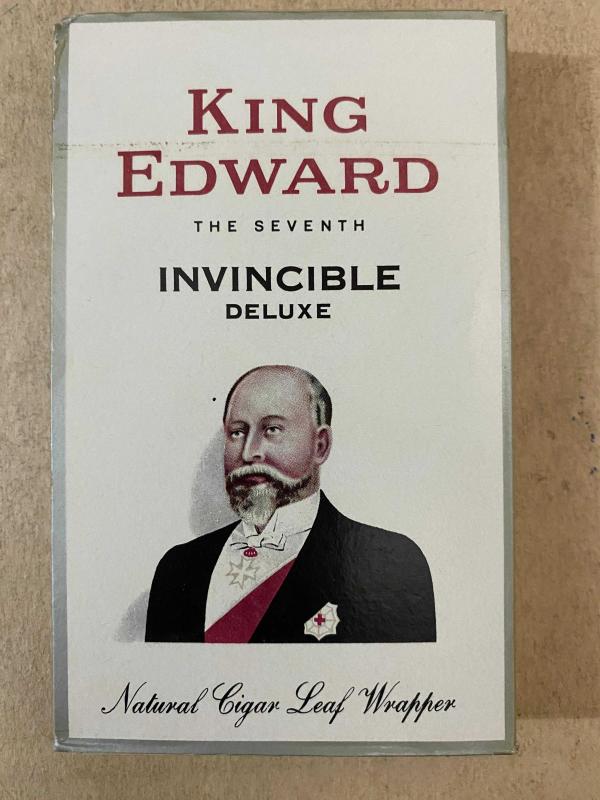 KING
EDWARD
THE SEVENTH
INVINCIBLE
DELUXE
Natural Cigar Leaf Wrapper